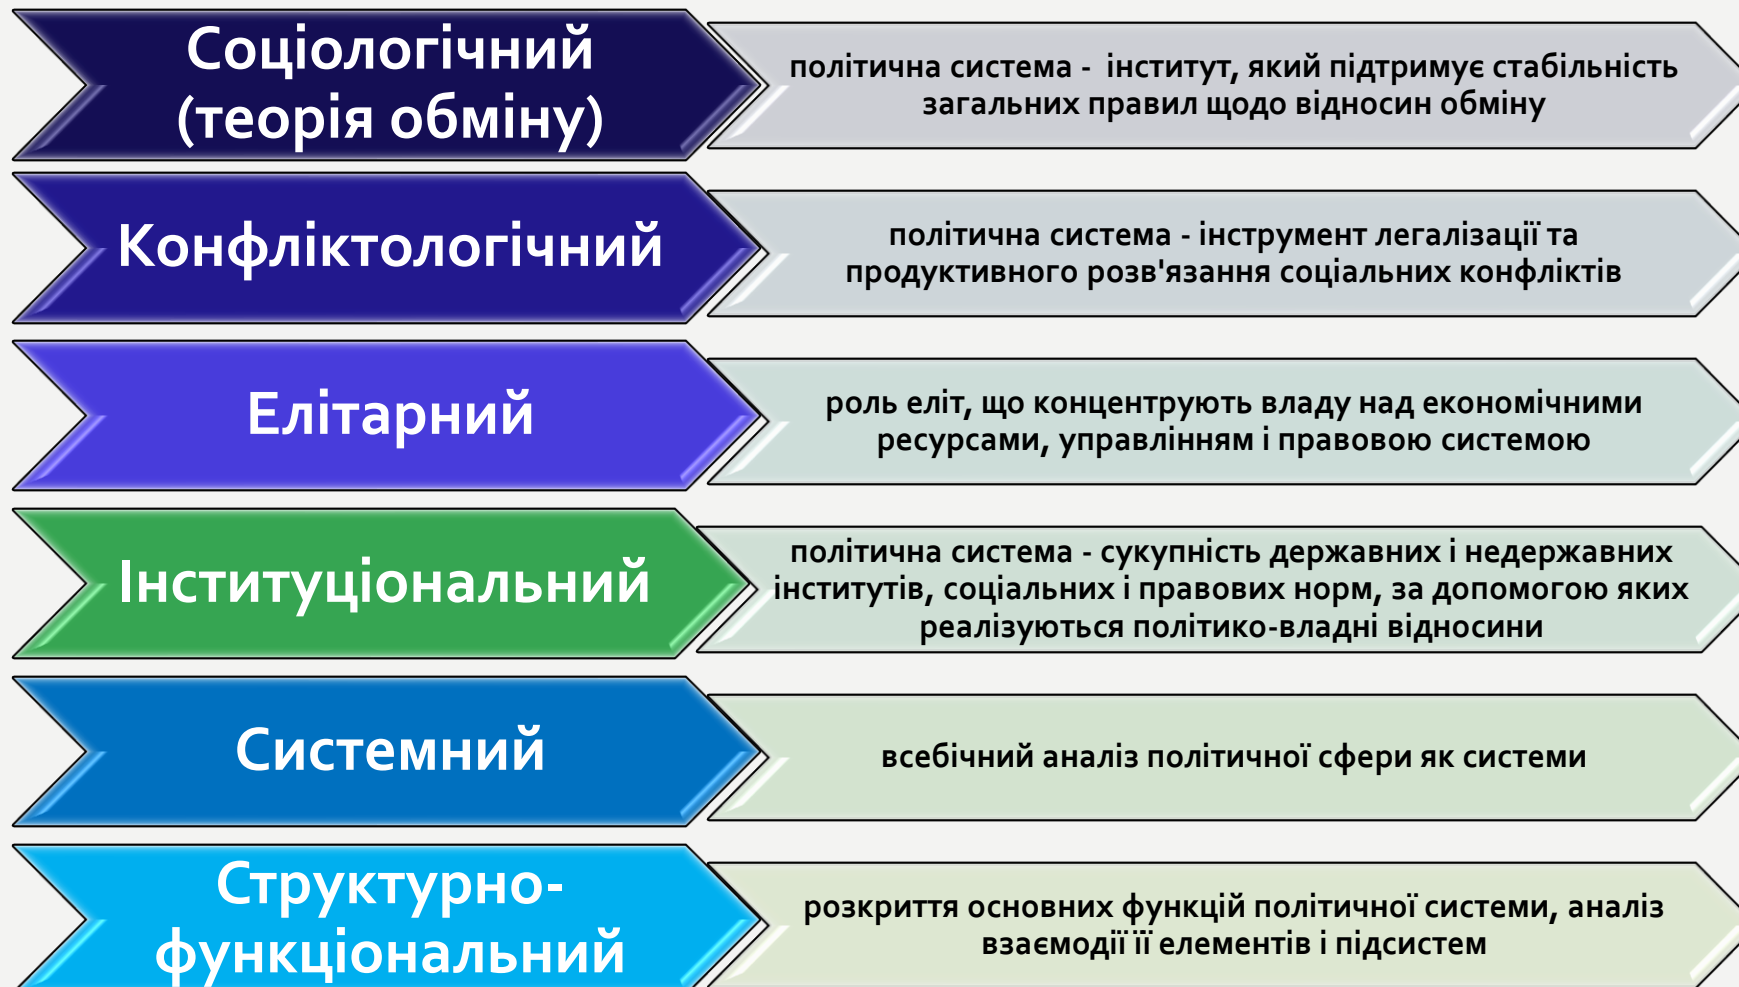 Соціологічний
(теорія обміну)
політична система -  інститут, який підтримує стабільність
загальних правил щодо відносин обміну
Конфліктологічний
політична система - інструмент легалізації та
продуктивного розв'язання соціальних конфліктів
Елітарний
роль еліт, що концентрують владу над економічними
ресурсами, управлінням і правовою системою
Інституціональний
політична система - сукупність державних і недержавних
інститутів, соціальних і правових норм, за допомогою яких
реалізуються політико-владні відносини
Системний
всебічний аналіз політичної сфери як системи
Структурно-
функціональний
розкриття основних функцій політичної системи, аналіз
взаємодії її елементів і підсистем